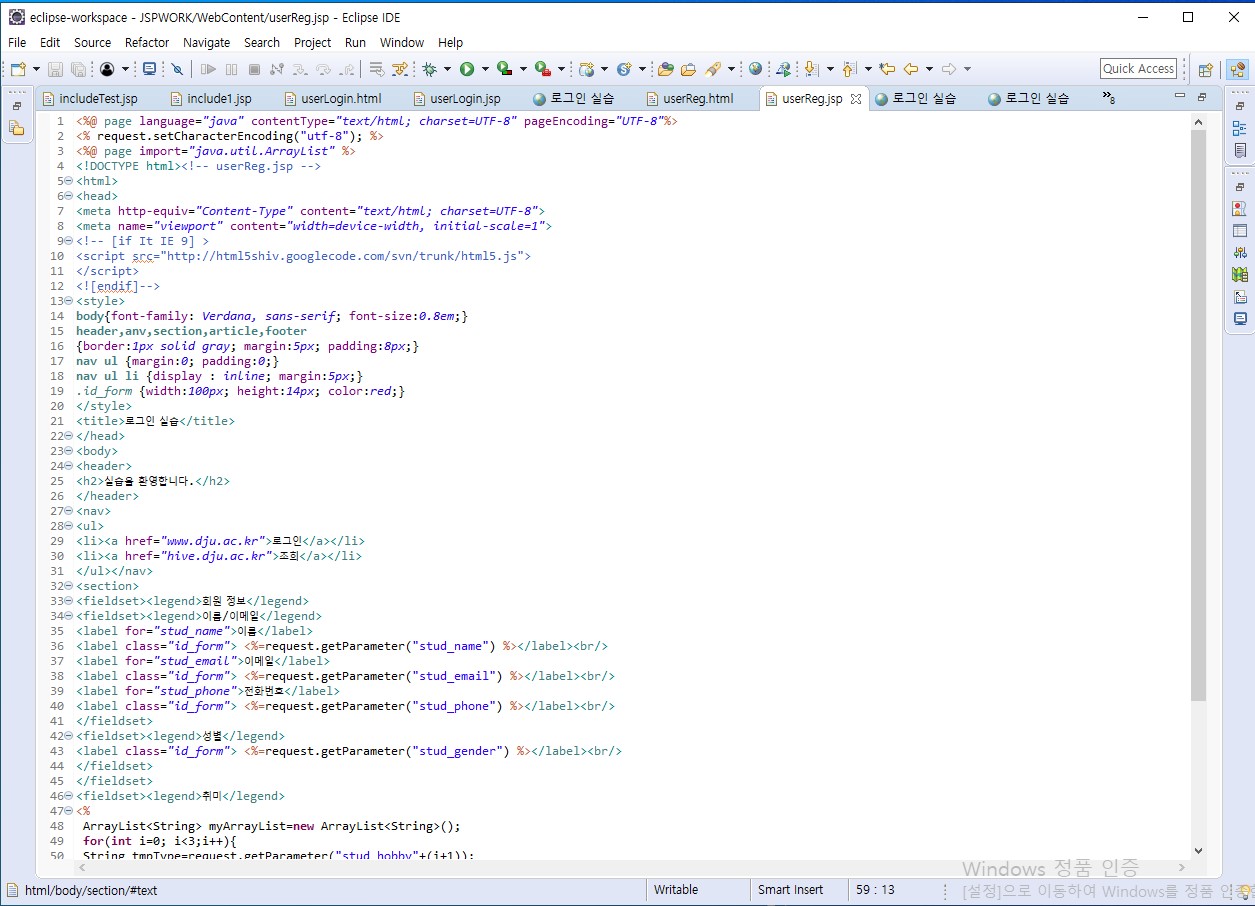 eclipse-workspace - JSPWORK/WebContent/userReg.jsp - Eclipse IDE
File Edit Source Refactor Navigate Search Project Run Window Help
Quick Access
includeTest.jsp include1.jsp userLogin.html userLogin.jsp 로그인 실습 userReg.html userReg.jsp 로그인 실습 로그인 실습 »8
1 <%@ page language="java" contentType="text/html; charset=UTF-8" pageEncoding="UTF-8"%>
2 <% request.setCharacterEncoding("utf-8"); %>
3 <%@ page import="java.util.ArrayList" %>
4 <!DOCTYPE html><!-- userReg.jsp -->
5 <html>
6 <head>
7 <meta http-equiv="Content-Type" content="text/html; charset=UTF-8">
8 <meta name="viewport" content="width=device-width, initial-scale=1">
9 <!-- [if It IE 9] >
10 <script src="http://html5shiv.googlecode.com/svn/trunk/html5.js">
11 </script>
12 <![endif]-->
13 <style>
14 body{font-family: Verdana, sans-serif; font-size:0.8em;}
15 header,anv,section,article,footer
16 {border:1px solid gray; margin:5px; padding:8px;}
17 nav ul {margin:0; padding:0;}
18 nav ul li {display : inline; margin:5px;}
19 .id_form {width:100px; height:14px; color:red;}
20 </style>
21 <title>로그인 실습</title>
22 </head>
23 <body>
24 <header>
25 <h2>실습을 환영합니다.</h2>
26 </header>
27 <nav>
28 <ul>
29 <li><a href="www.dju.ac.kr">로그인</a></li>
30 <li><a href="hive.dju.ac.kr">조회</a></li>
31 </ul></nav>
32 <section>
33 <fieldset><legend>회원 정보</legend>
34 <fieldset><legend>이름/이메일</legend>
35 <label for="stud_name">이름</label>
36 <label class="id_form"> <%=request.getParameter("stud_name") %></label><br/>
37 <label for="stud_email">이메일</label>
38 <label class="id_form"> <%=request.getParameter("stud_email") %></label><br/>
39 <label for="stud_phone">전화번호</label>
40 <label class="id_form"> <%=request.getParameter("stud_phone") %></label><br/>
41 </fieldset>
42 <fieldset><legend>성별</legend>
43 <label class="id_form"> <%=request.getParameter("stud_gender") %></label><br/>
44 </fieldset>
45 </fieldset>
46 <fieldset><legend>취미</legend>
47 <%
48 ArrayList<String> myArrayList=new ArrayList<String>();
49 for(int i=0; i<3;i++){
50 String tmpType=request.getParameter("stud_hobby"+(i+1));
Windows 정품 인증
[설정]으로 이동하여 Windows를 정품 인증
html/body/section/#text Writable Smart Insert 59 : 13